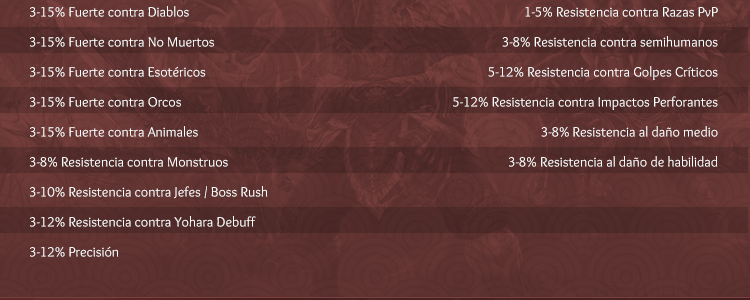 3-15% Fuerte contra Diablos
1-5% Resistencia contra Razas PvP
3-15% Fuerte contra No Muertos
3-8% Resistencia contra semihumanos
3-15% Fuerte contra Esotéricos
5-12% Resistencia contra Golpes Críticos
3-15% Fuerte contra Orcos
5-12% Resistencia contra Impactos Perforantes
3-15% Fuerte contra Animales
3-8% Resistencia al daño medio
3-8% Resistencia contra Monstruos
3-8% Resistencia al daño de habilidad
3-10% Resistencia contra Jefes / Boss Rush
3-12% Resistencia contra Yohara Debuff
3-12% Precisión